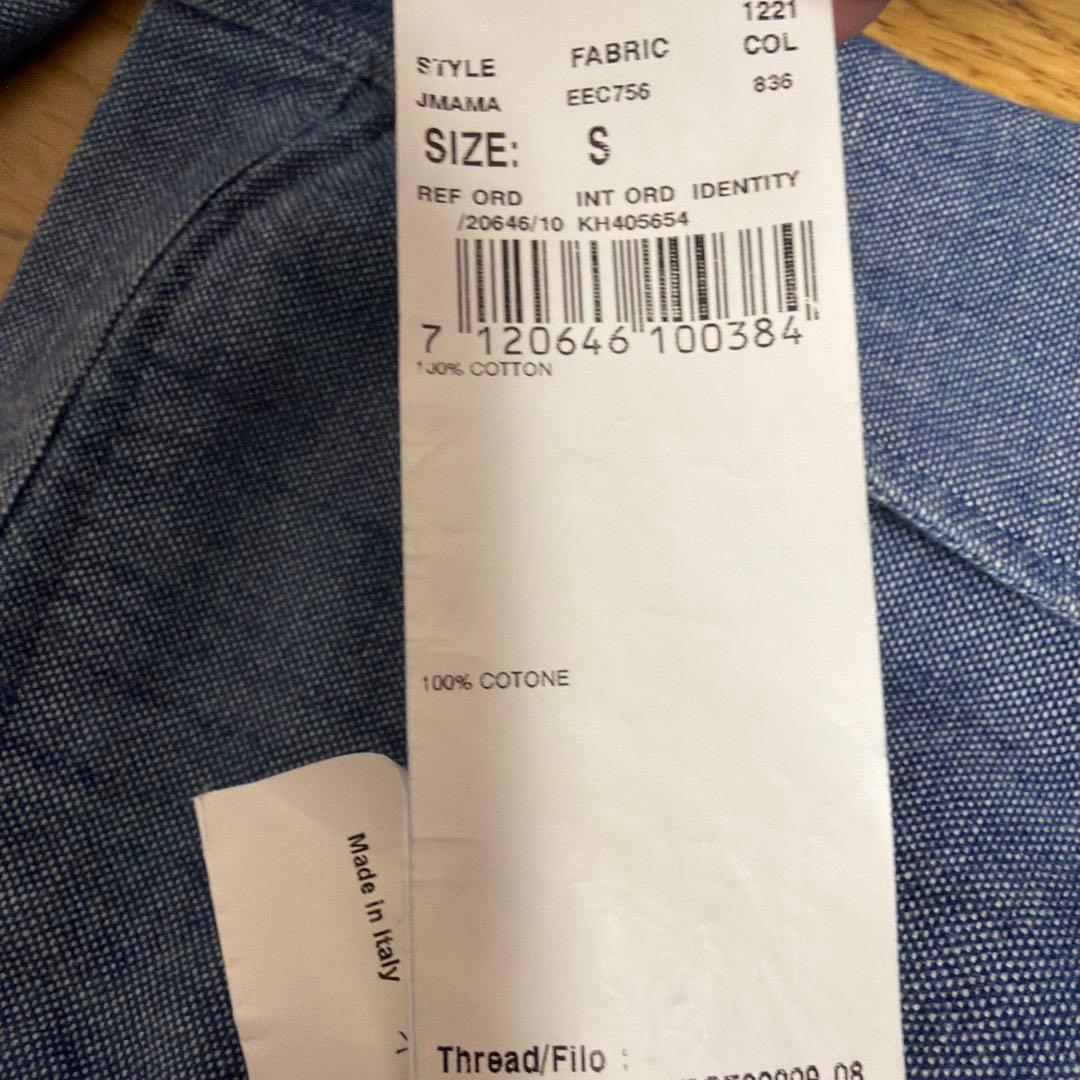 1221
STYLE FABRIC COL
JMAMA EEC756 836
SIZE: S
REF ORD INT ORD IDENTITY
/20646/10 KH405654
7 120646 100384
100% COTTON
100% COTONE
Made in Italy
Thread/Filo :
08